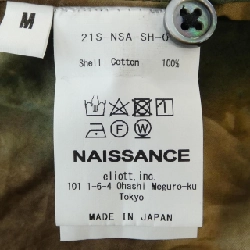 M
21S NSA SH-0
Shell Cotton 100%
F W
NAISSANCE
eliott.inc.
101 1-6-4 Ohashi Meguro-ku
Tokyo
MADE IN JAPAN